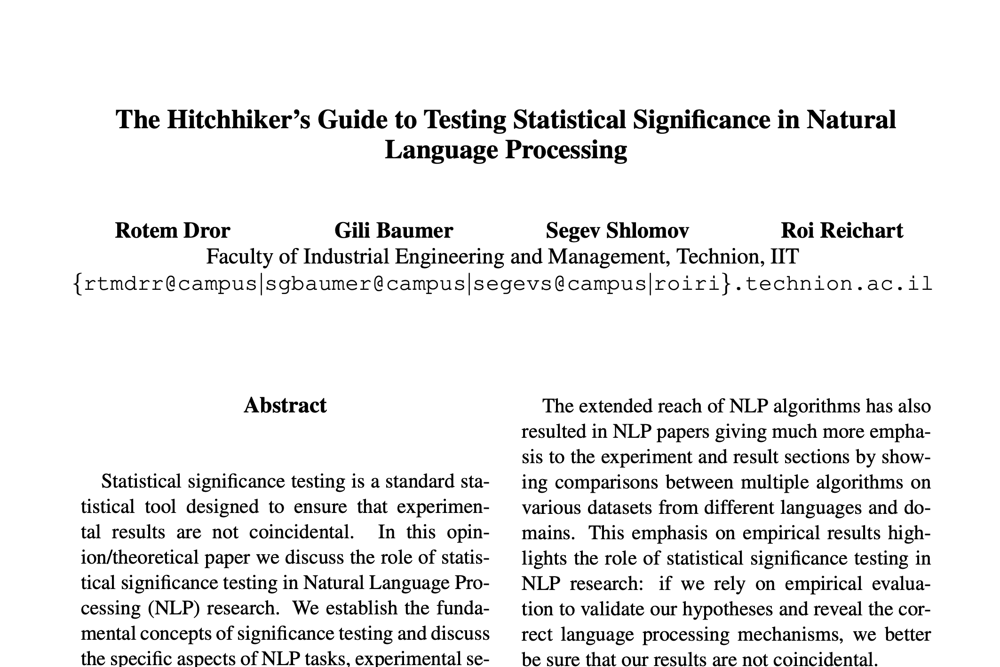 The Hitchhiker’s Guide to Testing Statistical Significance in Natural
Language Processing
Rotem Dror Gili Baumer Segev Shlomov Roi Reichart
Faculty of Industrial Engineering and Management, Technion, IIT
{rtmdrr@campus|sgbaumer@campus|segevs@campus|roiri}.technion.ac.il
Abstract
Statistical significance testing is a standard sta-
tistical tool designed to ensure that experimen-
tal results are not coincidental. In this opin-
ion/theoretical paper we discuss the role of statis-
tical significance testing in Natural Language Pro-
cessing (NLP) research. We establish the funda-
mental concepts of significance testing and discuss
the specific aspects of NLP tasks, experimental se-
The extended reach of NLP algorithms has also
resulted in NLP papers giving much more empha-
sis to the experiment and result sections by show-
ing comparisons between multiple algorithms on
various datasets from different languages and do-
mains. This emphasis on empirical results high-
lights the role of statistical significance testing in
NLP research: if we rely on empirical evalua-
tion to validate our hypotheses and reveal the cor-
rect language processing mechanisms, we better
be sure that our results are not coincidental.